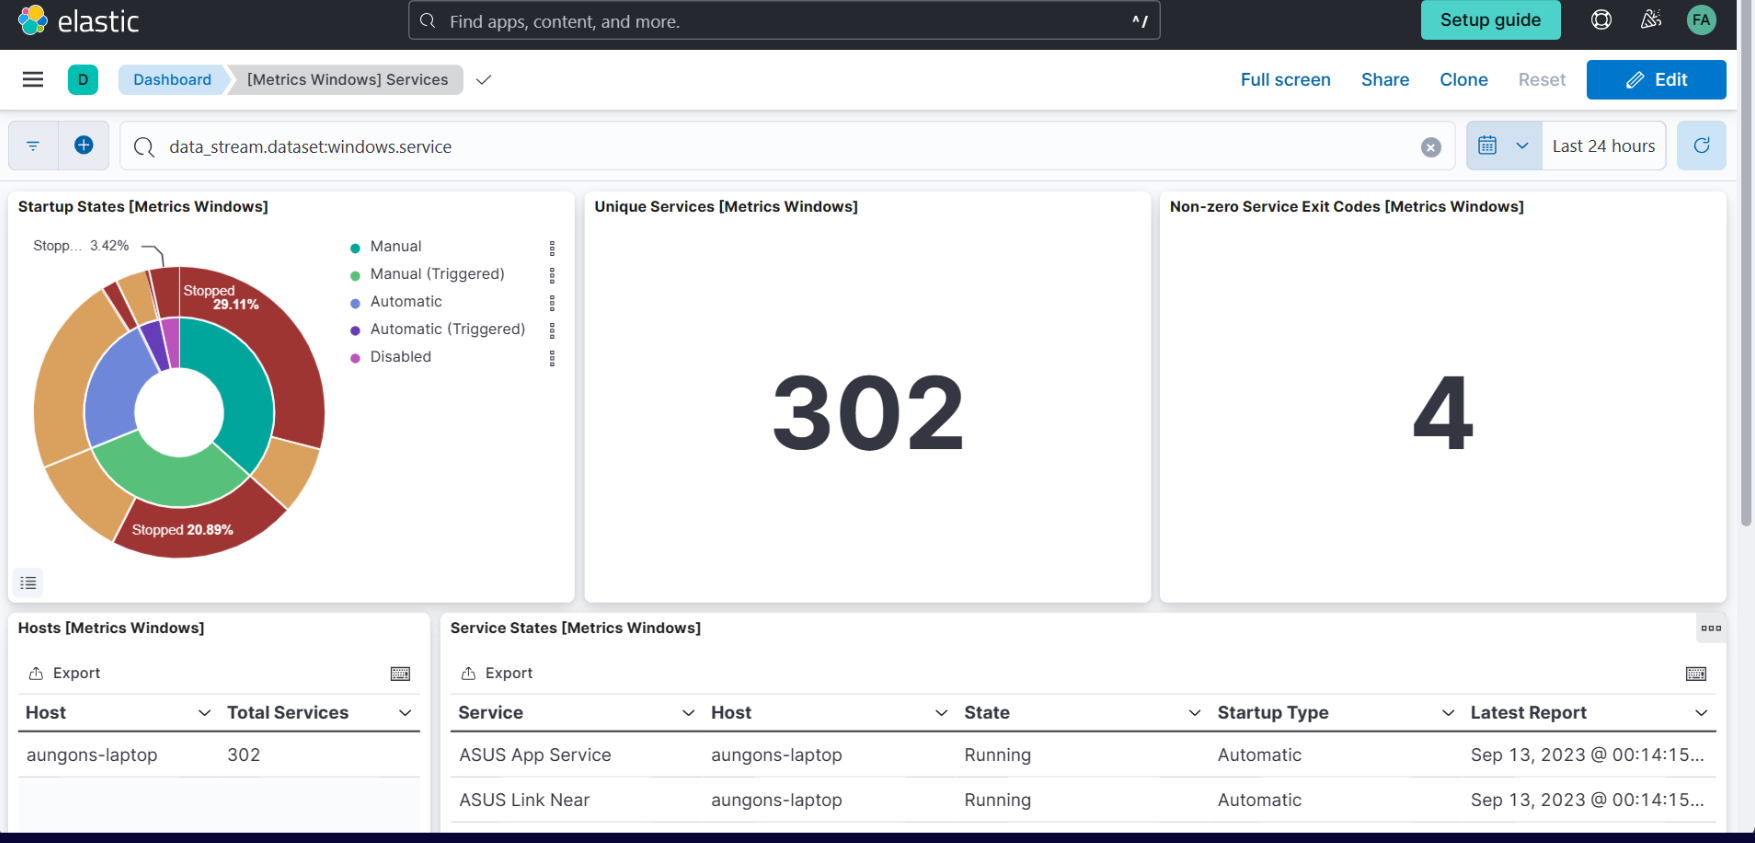 elastic
Find apps, content, and more.
^/
Setup guide
FA
D
Dashboard
[Metrics Windows] Services
Full screen
Share
Clone
Reset
Edit
data_stream.dataset:windows.service
Last 24 hours
Startup States [Metrics Windows]
Stopp... 3.42%
Stopped
29.11%
Stopped 20.89%
Manual
Manual (Triggered)
Automatic
Automatic (Triggered)
Disabled
Unique Services [Metrics Windows]
302
Non-zero Service Exit Codes [Metrics Windows]
4
Hosts [Metrics Windows]
Export
Host Total Services
aungons-laptop 302
Service States [Metrics Windows]
Export
Service Host State Startup Type Latest Report
ASUS App Service aungons-laptop Running Automatic Sep 13, 2023 @ 00:14:15...
ASUS Link Near aungons-laptop Running Automatic Sep 13, 2023 @ 00:14:15...